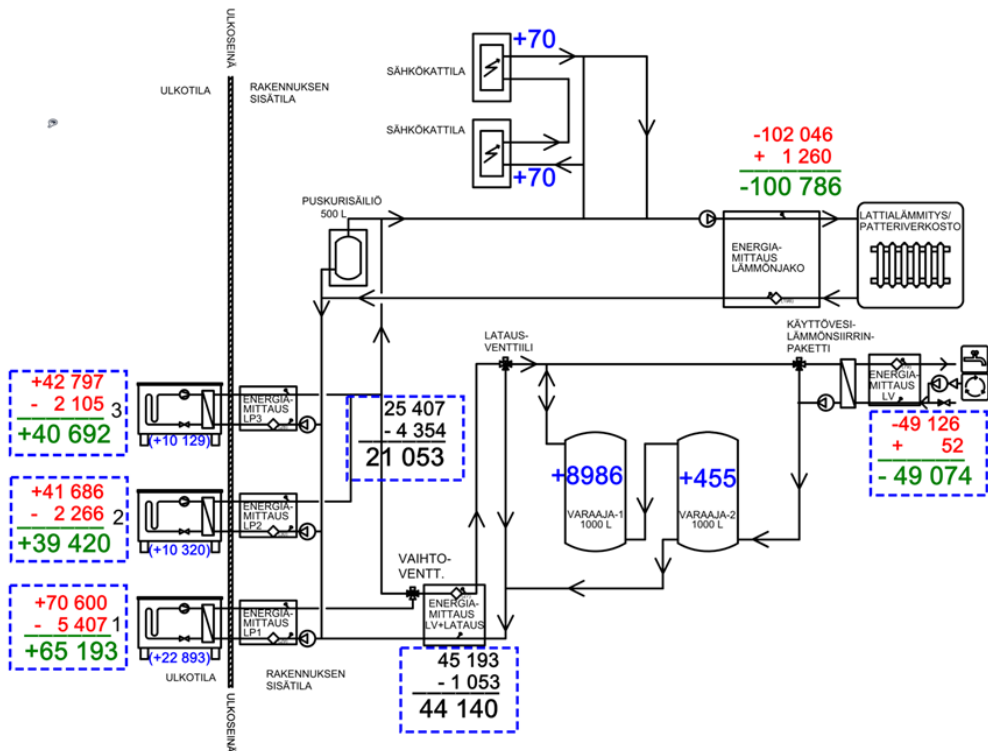 ULKOSEINÄ
ULKOTILA
RAKENNUKSEN
SISÄTILA
+70
SÄHKÖKATTILA
SÄHKÖKATTILA
+70
-102 046
+ 1 260
-100 786
PUSKURISÄILIÖ
500 L
LATTIALÄMMITYS/
PATTERIVERKOSTO
ENERGIA-
MITTAUS
LÄMMÖNJAKO
LATAUS-
VENTTIILI
KÄYTTÖVESI-
LÄMMÖNSIIRRIN-
PAKETTI
ENERGIA-
MITTAUS
LV
-49 126
+ 52
- 49 074
+42 797
- 2 105
+40 692
3
(+10 129)
ENERGIA-
MITTAUS
LP3
25 407
- 4 354
21 053
+8986
VARAAJA-1
1000 L
+455
VARAAJA-2
1000 L
+41 686
- 2 266
+39 420
2
(+10 320)
ENERGIA-
MITTAUS
LP2
VAIHTO-
VENTT.
+70 600
- 5 407
+65 193
1
(+22 893)
ENERGIA-
MITTAUS
LP1
ENERGIA-
MITTAUS
LV+LATAUS
45 193
- 1 053
44 140
ULKOTILA
RAKENNUKSEN
SISÄTILA
ULKOSEINÄ